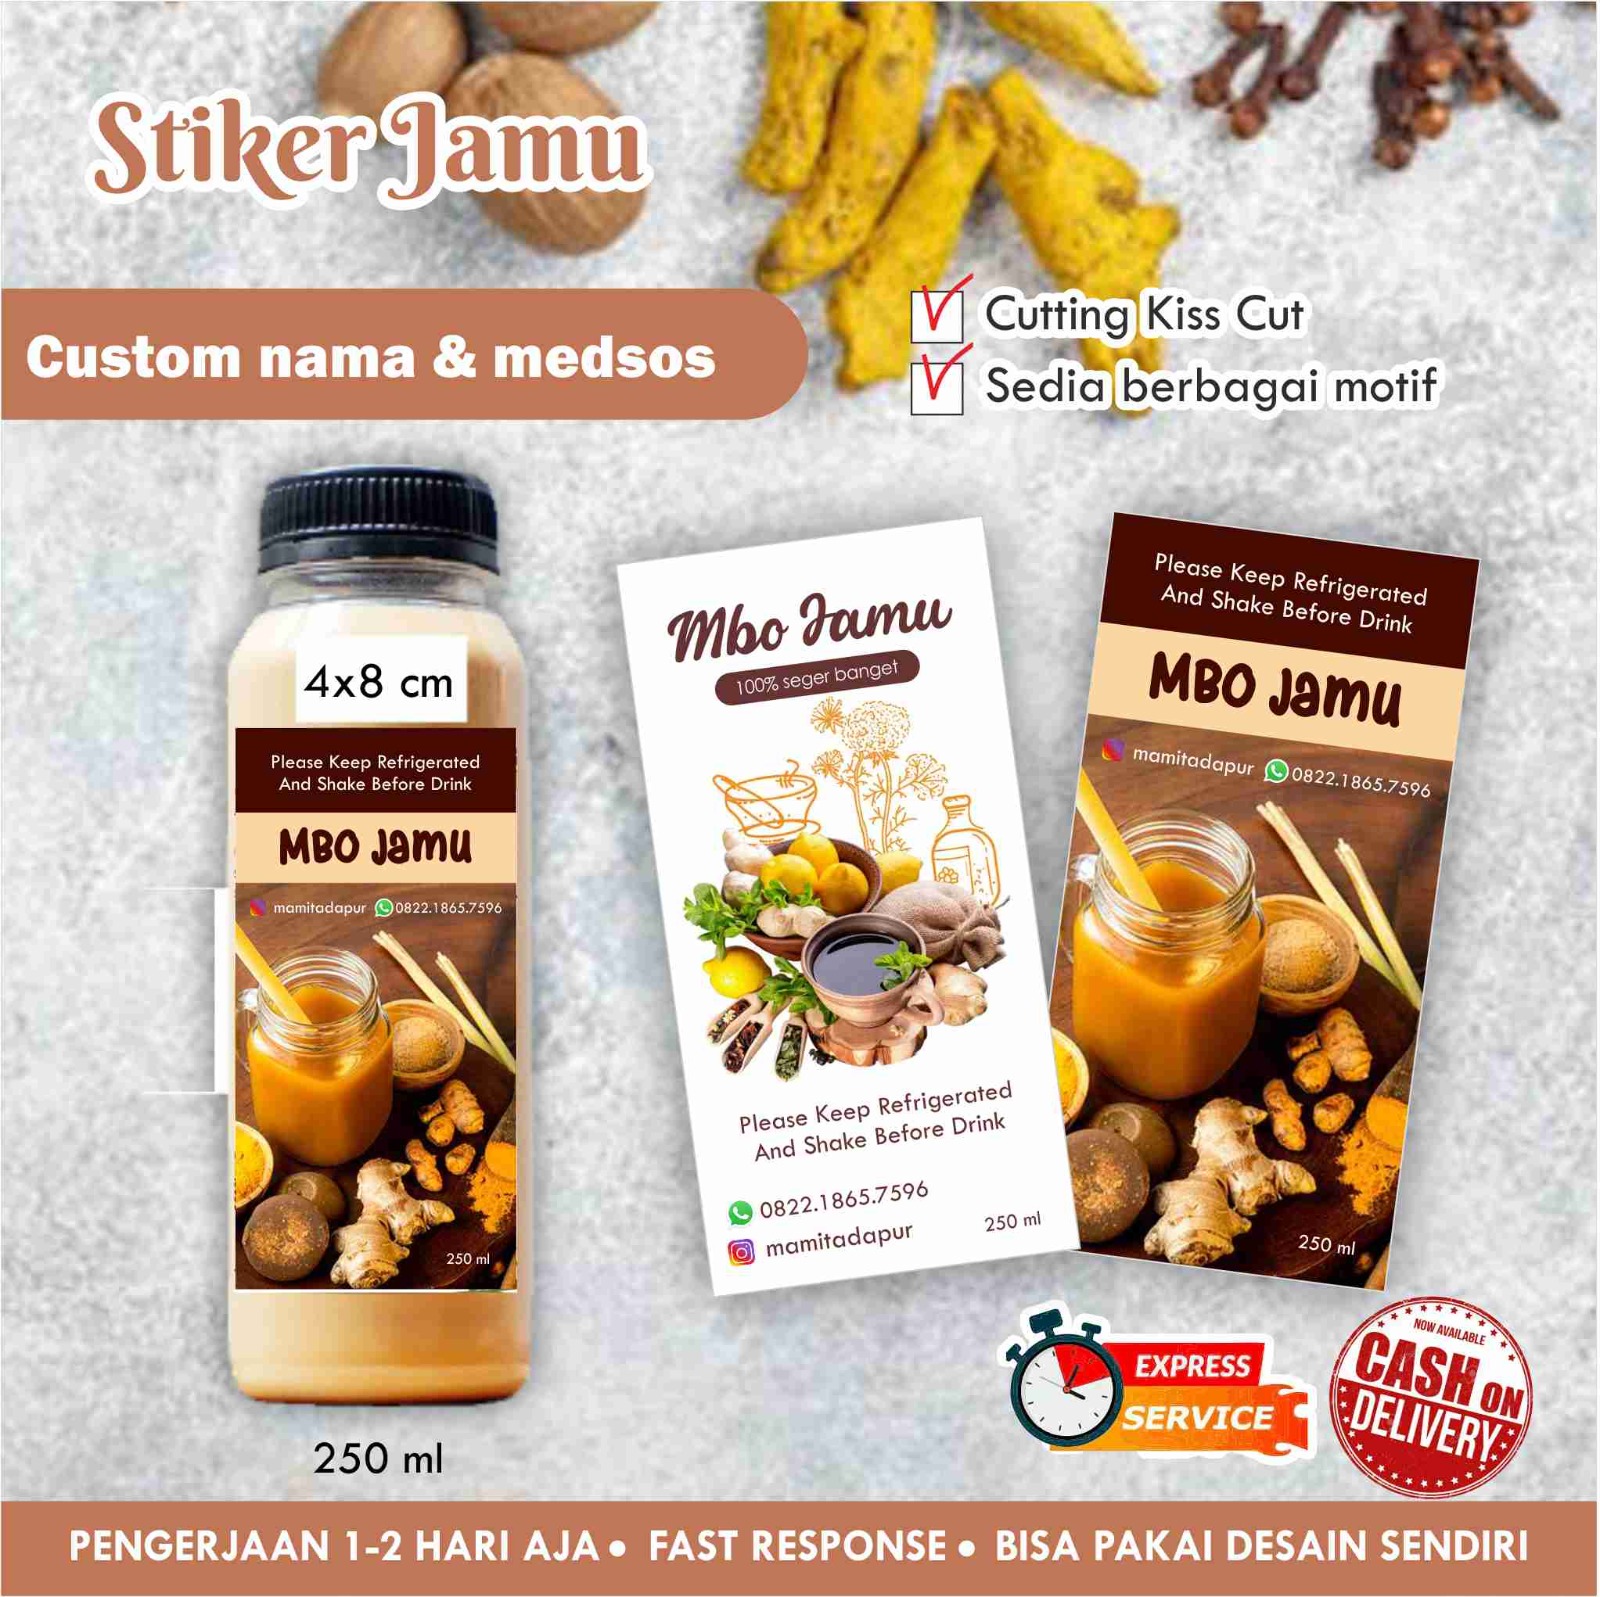 Stiker Jamu
Custom nama & medsos
Cutting Kiss Cut
Sedia berbagai motif
4x8 cm
Please Keep Refrigerated
And Shake Before Drink
MBO Jamu
mamitadapur 0822.1865.7596
250 ml
250 ml
Mbo Jamu
100% seger banget
Please Keep Refrigerated
And Shake Before Drink
0822.1865.7596
mamitadapur
250 ml
Please Keep Refrigerated
And Shake Before Drink
MBO Jamu
mamitadapur 0822.1865.7596
250 ml
EXPRESS
SERVICE
NOW AVAILABLE
CASH ON
DELIVERY
PENGERJAAN 1-2 HARI AJA • FAST RESPONSE • BISA PAKAI DESAIN SENDIRI